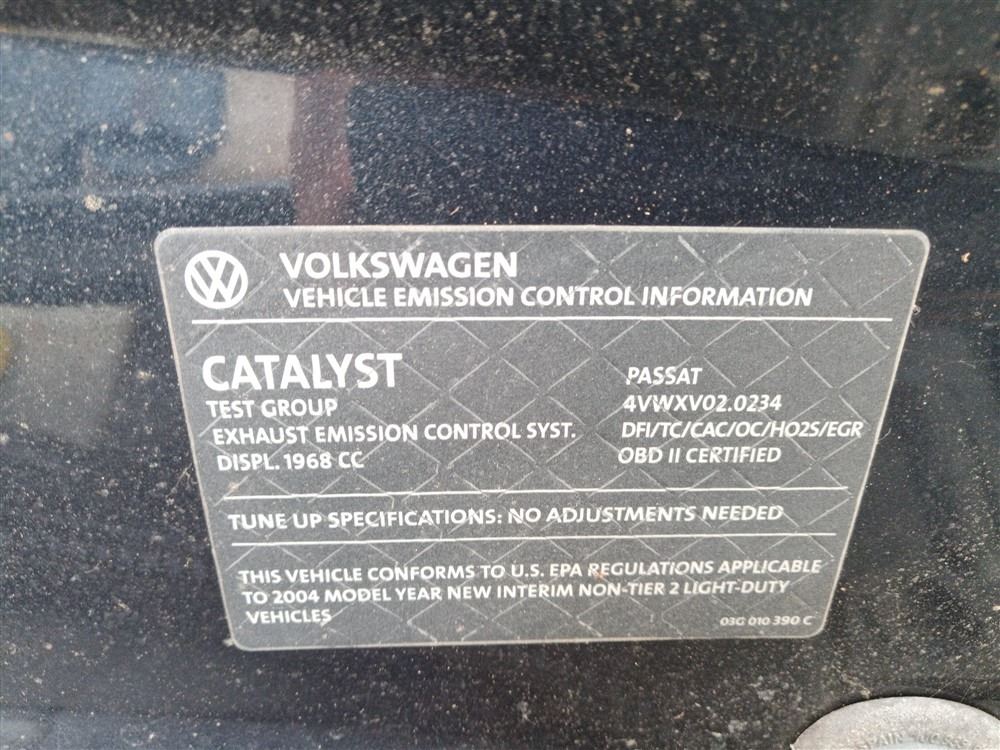 VOLKSWAGEN
VEHICLE EMISSION CONTROL INFORMATION
CATALYST
PASSAT
TEST GROUP
4VWXV02.0234
EXHAUST EMISSION CONTROL SYST.
DFI/TC/CAC/OC/HO2S/EGR
DISPL. 1968 CC
OBD II CERTIFIED
TUNE UP SPECIFICATIONS: NO ADJUSTMENTS NEEDED
THIS VEHICLE CONFORMS TO U.S. EPA REGULATIONS APPLICABLE
TO 2004 MODEL YEAR NEW INTERIM NON-TIER 2 LIGHT-DUTY
VEHICLES
03G 010 390 C